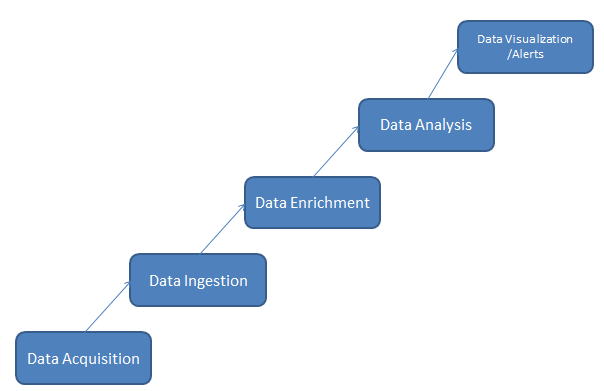 Data Visualization
/Alerts
Data Analysis
Data Enrichment
Data Ingestion
Data Acquisition